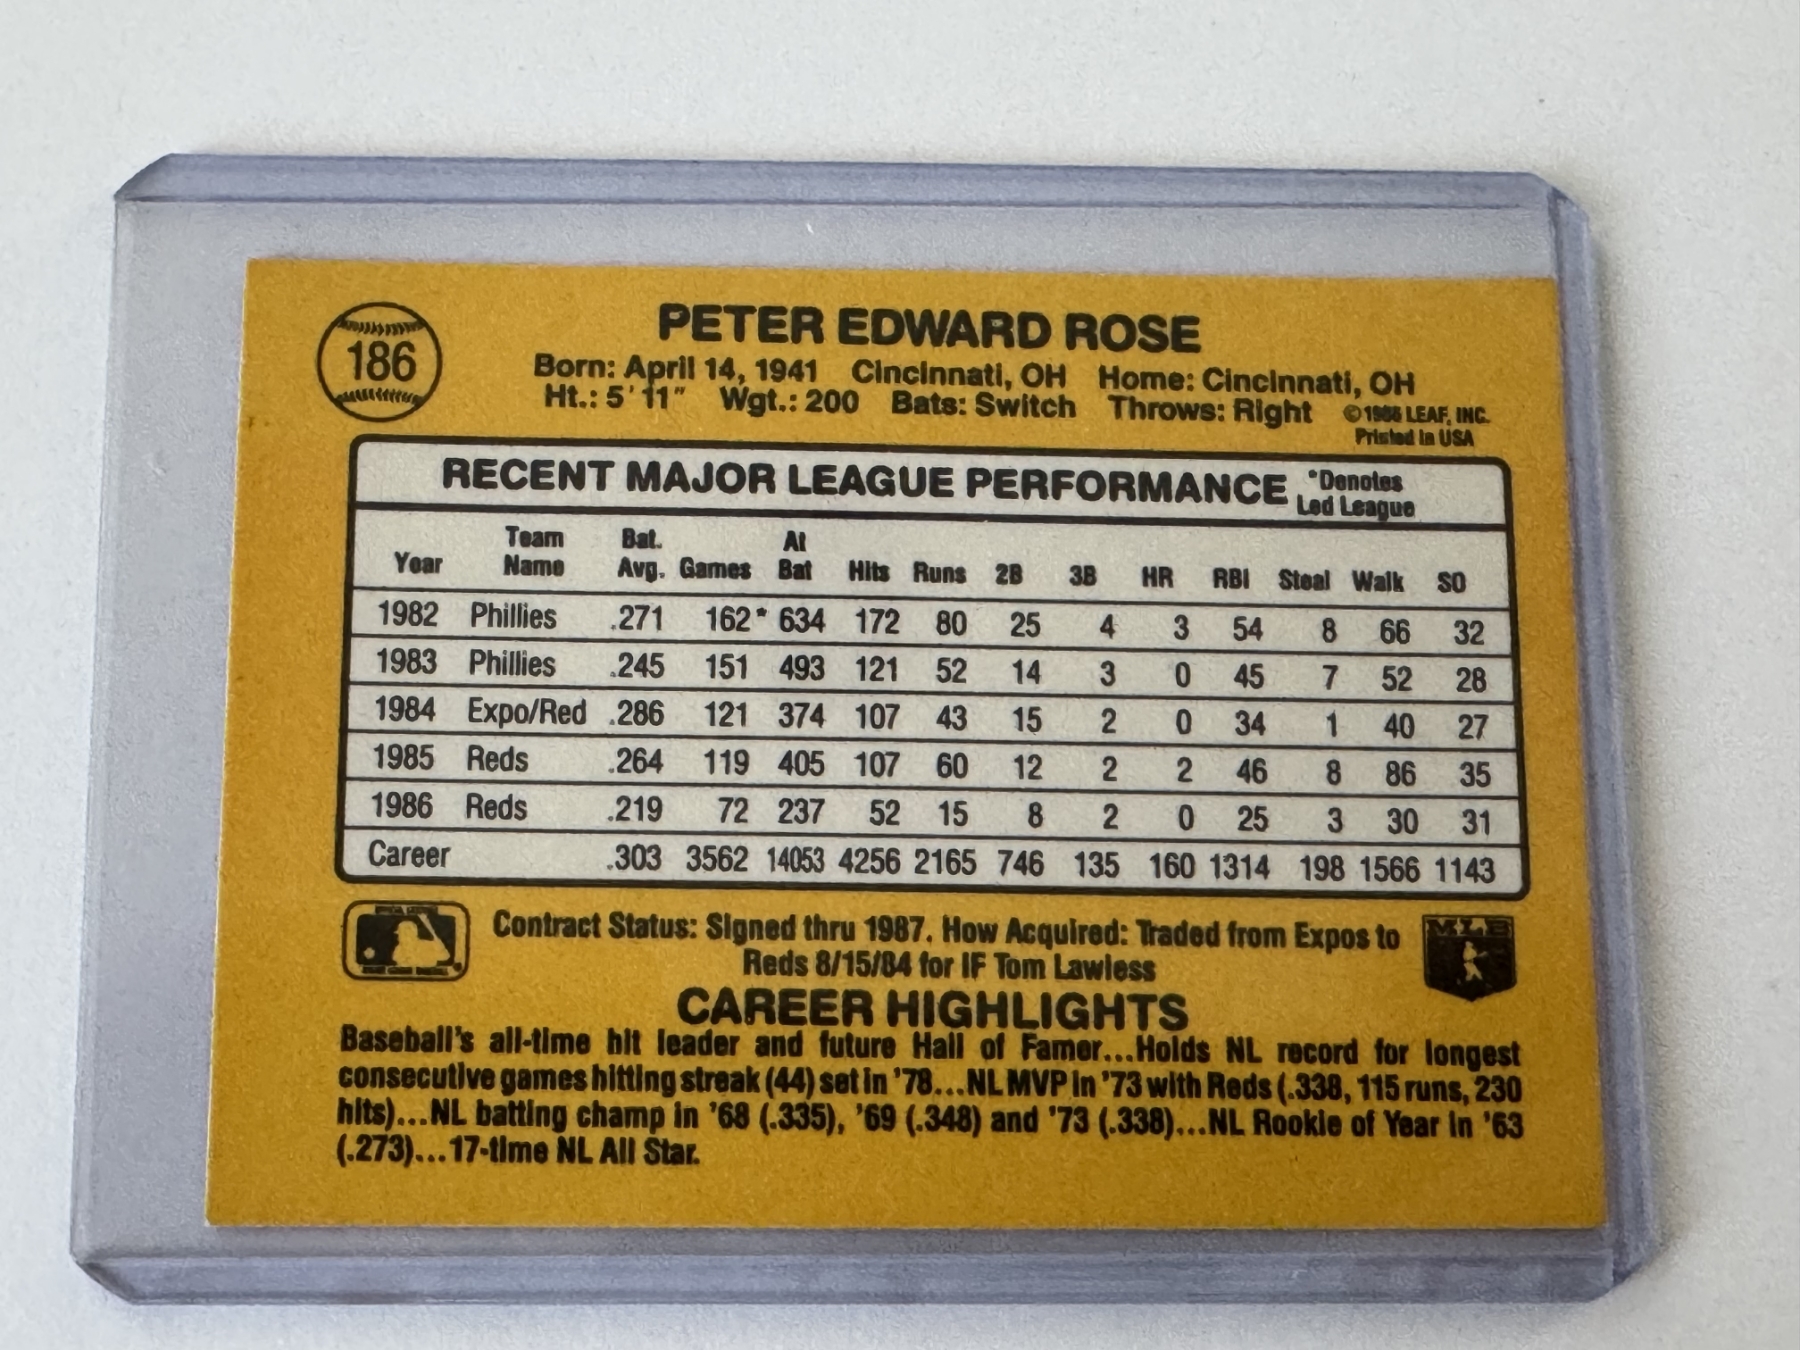 186
PETER EDWARD ROSE
Born: April 14, 1941 Cincinnati, OH Home: Cincinnati, OH
Ht.: 5'11" Wgt.: 200 Bats: Switch Throws: Right ©1986 LEAF, INC.
Printed in USA
RECENT MAJOR LEAGUE PERFORMANCE *Denotes Led League
Year Team Name Bat. Avg. Games At Bat Hits Runs 2B 3B HR RBI Steal Walk SO
1982 Phillies .271 162* 634 172 80 25 4 3 54 8 66 32
1983 Phillies .245 151 493 121 52 14 3 0 45 7 52 28
1984 Expo/Red .286 121 374 107 43 15 2 0 34 1 40 27
1985 Reds .264 119 405 107 60 12 2 2 46 8 86 35
1986 Reds .219 72 237 52 15 8 2 0 25 3 30 31
Career .303 3562 14053 4256 2165 746 135 160 1314 198 1566 1143
Contract Status: Signed thru 1987. How Acquired: Traded from Expos to
Reds 8/15/84 for IF Tom Lawless
CAREER HIGHLIGHTS
Baseball's all-time hit leader and future Hall of Famer...Holds NL record for longest
consecutive games hitting streak (44) set in '78...NL MVP in '73 with Reds (.338, 115 runs, 230
hits)...NL batting champ in '68 (.335), '69 (.348) and '73 (.338)...NL Rookie of Year in '63
(.273)...17-time NL All Star.